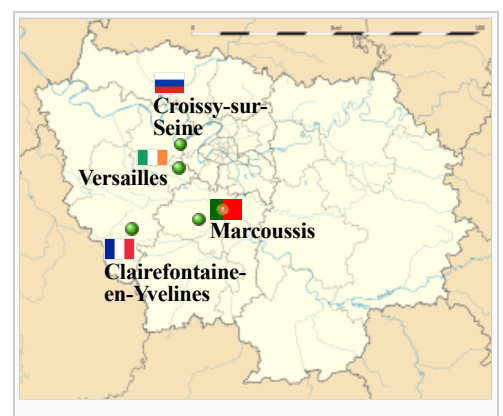 Croissy-sur-
Seine
Versailles
Marcoussis
Clairefontaine-
en-Yvelines